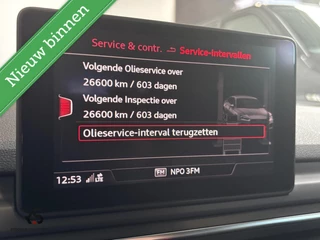 Nieuw binnen
Service & contr. Service-intervallen
Volgende Olieservice over
26600 km / 603 dagen
Volgende Inspectie over
26600 km / 603 dagen
Olieservice-interval terugzetten
12:53 LTE FM NPO 3FM